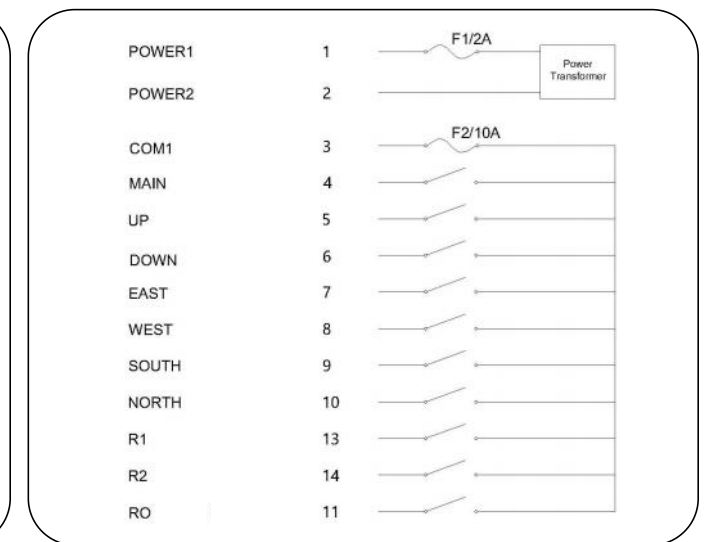 POWER1 1 F1/2A Power
Transformer
POWER2 2
COM1 3 F2/10A
MAIN 4
UP 5
DOWN 6
EAST 7
WEST 8
SOUTH 9
NORTH 10
R1 13
R2 14
RO 11